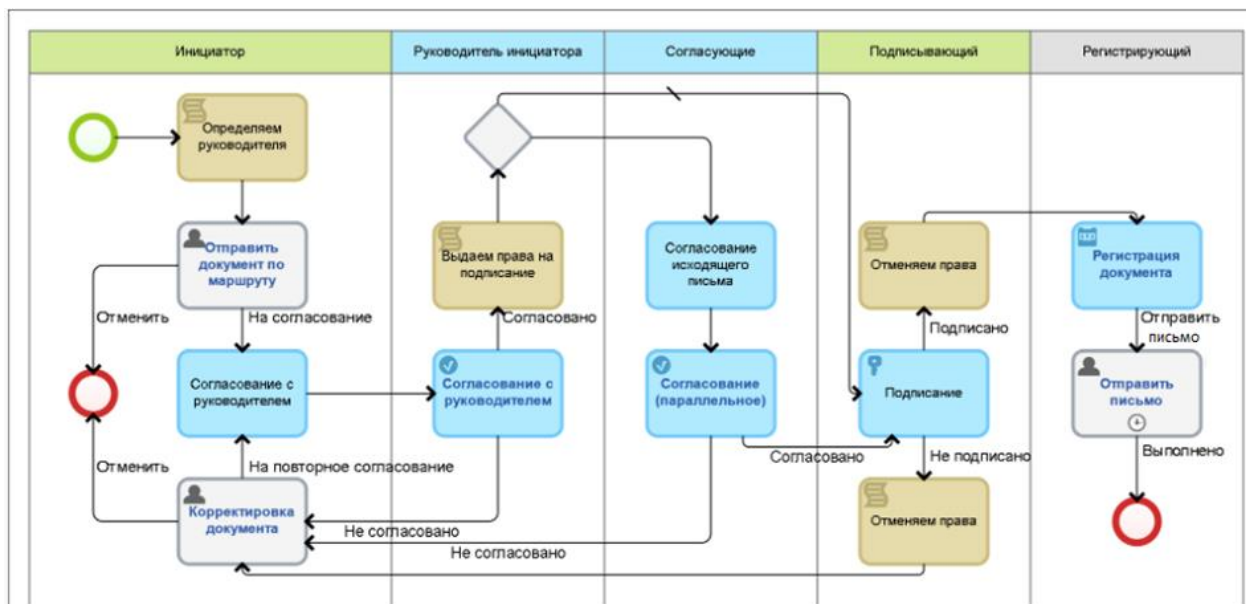 Инициатор
Руководитель инициатора
Согласующие
Подписывающий
Регистрирующий
Определяем
руководителя
Отправить
документ по
маршруту
Отменить
На согласование
Согласование с
руководителем
Отменить
На повторное согласование
Корректировка
документа
Выдаем права на
подписание
Согласовано
Согласование с
руководителем
Не согласовано
Согласование
исходящего
письма
Согласование
(параллельное)
Согласовано
Не согласовано
Отменяем права
Подписано
Подписание
Не подписано
Отменяем права
Регистрация
документа
Отправить
письмо
Отправить
письмо
Выполнено